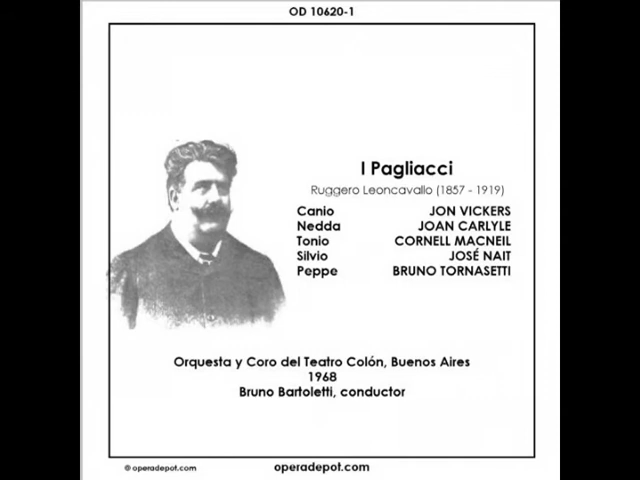 OD 10620-1
I Pagliacci
Ruggero Leoncavallo (1857 - 1919)
Canio JON VICKERS
Nedda JOAN CARLYLE
Tonio CORNELL MACNEIL
Silvio JOSÉ NAIT
Peppe BRUNO TORNASETTI
Orquesta y Coro del Teatro Colón, Buenos Aires
1968
Bruno Bartoletti, conductor
© operadepot.com operadepot.com